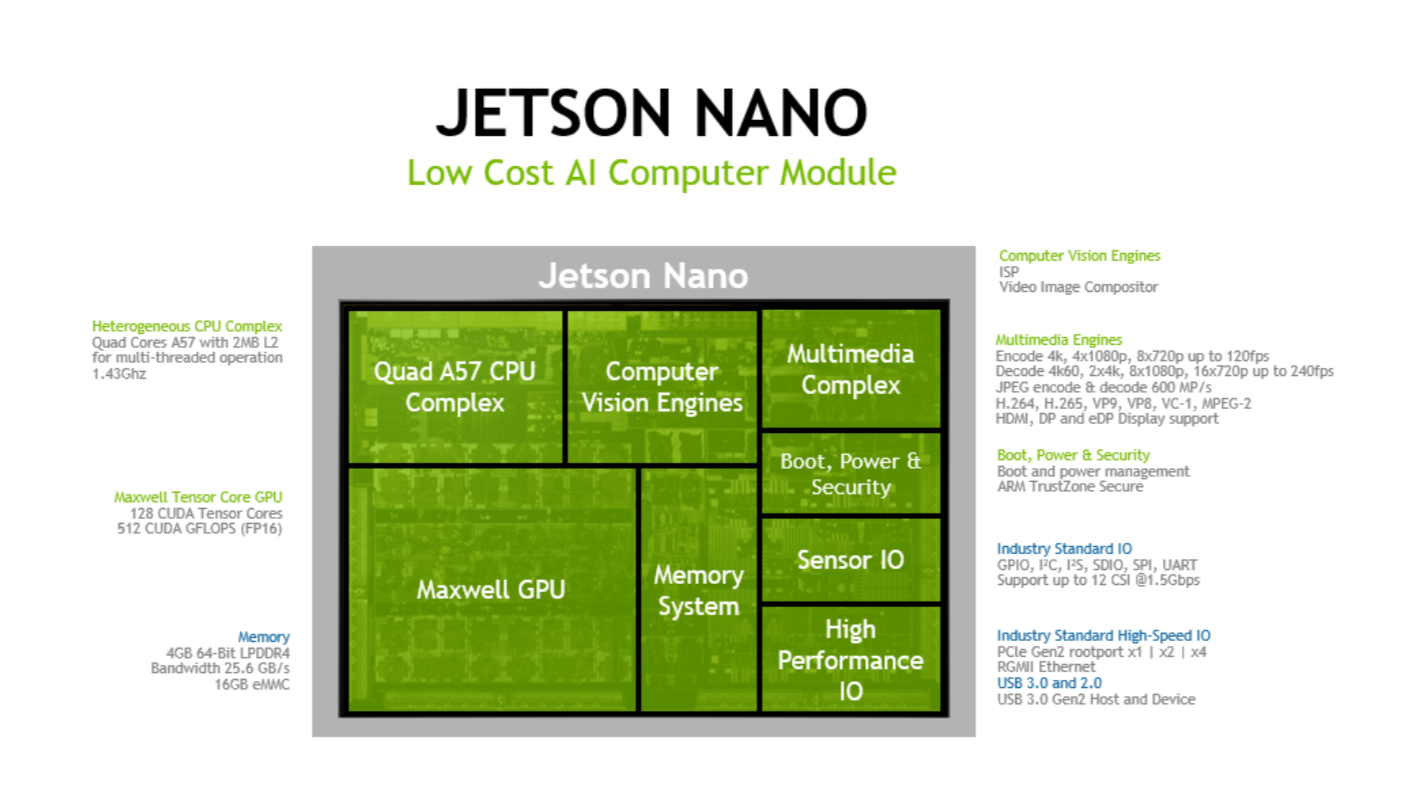 JETSON NANO
Low Cost AI Computer Module
Jetson Nano
Heterogeneous CPU Complex
Quad Cores A57 with 2MB L2
for multi-threaded operation
1.43Ghz
Maxwell Tensor Core GPU
128 CUDA Tensor Cores
512 CUDA GFLOPS (FP16)
Memory
4GB 64-Bit LPDDR4
Bandwidth 25.6 GB/s
16GB eMMC
Quad A57 CPU
Complex
Computer
Vision Engines
Multimedia
Complex
Boot, Power &
Security
Maxwell GPU
Memory
System
Sensor IO
High
Performance
IO
Computer Vision Engines
ISP
Video Image Compositor
Multimedia Engines
Encode 4k, 4x1080p, 8x720p up to 120fps
Decode 4k60, 2x4k, 8x1080p, 16x720p up to 240fps
JPEG encode & decode 600 MP/s
H.264, H.265, VP9, VP8, VC-1, MPEG-2
HDMI, DP and eDP Display support
Boot, Power & Security
Boot and power management
ARM TrustZone Secure
Industry Standard IO
GPIO, I²C, I²S, SDIO, SPI, UART
Support up to 12 CSI @1.5Gbps
Industry Standard High-Speed IO
PCIe Gen2 rootport x1 | x2 | x4
RGMII Ethernet
USB 3.0 and 2.0
USB 3.0 Gen2 Host and Device